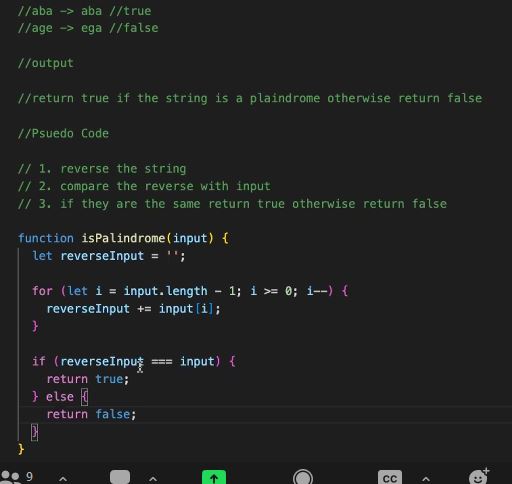 //aba -> aba //true
//age -> ega //false
//output
//return true if the string is a plaindrome otherwise return false
//Psuedo Code
// 1. reverse the string
// 2. compare the reverse with input
// 3. if they are the same return true otherwise return false
function isPalindrome(input) {
let reverseInput = '';
for (let i = input.length - 1; i >= 0; i--) {
reverseInput += input[i];
}
if (reverseInput === input) {
return true;
} else {
return false;
}
}
9
CC